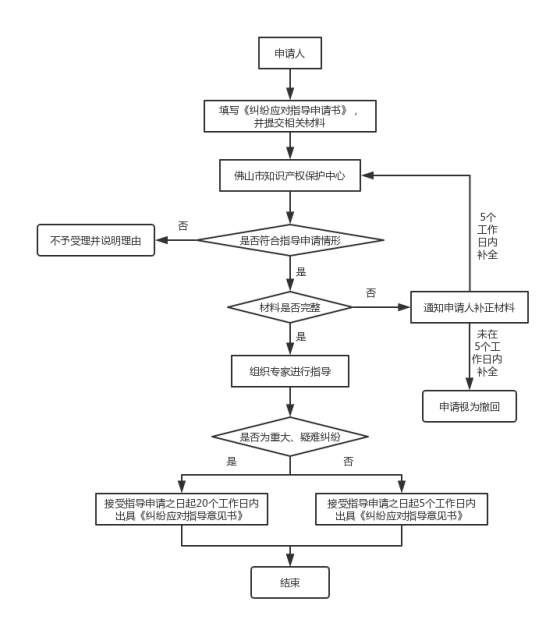 申请人
填写《纠纷应对指导申请书》，
并提交相关材料
佛山市知识产权保护中心
5个
工作
日内
补全
否
不予受理并说明理由
是否符合指导申请情形
是
材料是否完整
否
通知申请人补正材料
是
未在
5个工
作日内
补全
组织专家进行指导
申请视为撤回
是否为重大、疑难纠纷
是
否
接受指导申请之日起20个工作日内
出具《纠纷应对指导意见书》
接受指导申请之日起5个工作日内
出具《纠纷应对指导意见书》
结束